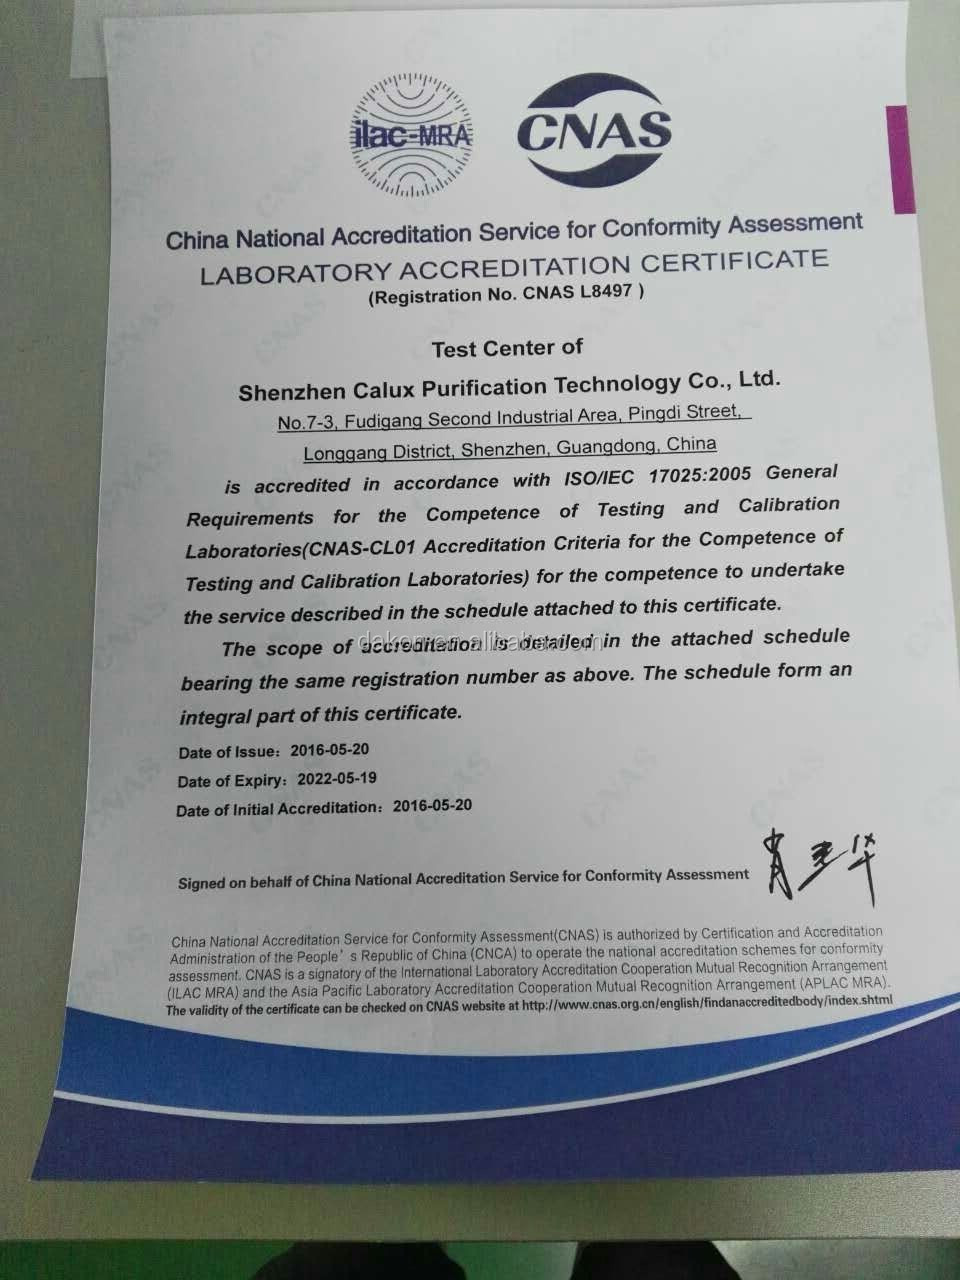 ilac-MRA
CNAS
China National Accreditation Service for Conformity Assessment
LABORATORY ACCREDITATION CERTIFICATE
(Registration No. CNAS L8497 )
Test Center of
Shenzhen Calux Purification Technology Co., Ltd.
No.7-3, Fudigang Second Industrial Area, Pingdi Street,
Longgang District, Shenzhen, Guangdong, China
is accredited in accordance with ISO/IEC 17025:2005 General
Requirements for the Competence of Testing and Calibration
Laboratories(CNAS-CL01 Accreditation Criteria for the Competence of
Testing and Calibration Laboratories) for the competence to undertake
the service described in the schedule attached to this certificate.
The scope of accreditation is detailed in the attached schedule
bearing the same registration number as above. The schedule form an
integral part of this certificate.
Date of Issue: 2016-05-20
Date of Expiry: 2022-05-19
Date of Initial Accreditation: 2016-05-20
Signed on behalf of China National Accreditation Service for Conformity Assessment
China National Accreditation Service for Conformity Assessment(CNAS) is authorized by Certification and Accreditation
Administration of the People's Republic of China (CNCA) to operate the national accreditation schemes for conformity
assessment. CNAS is a signatory of the International Laboratory Accreditation Cooperation Mutual Recognition Arrangement
(ILAC MRA) and the Asia Pacific Laboratory Accreditation Cooperation Mutual Recognition Arrangement (APLAC MRA).
The validity of the certificate can be checked on CNAS website at http://www.cnas.org.cn/english/findanaccreditedbody/index.shtml